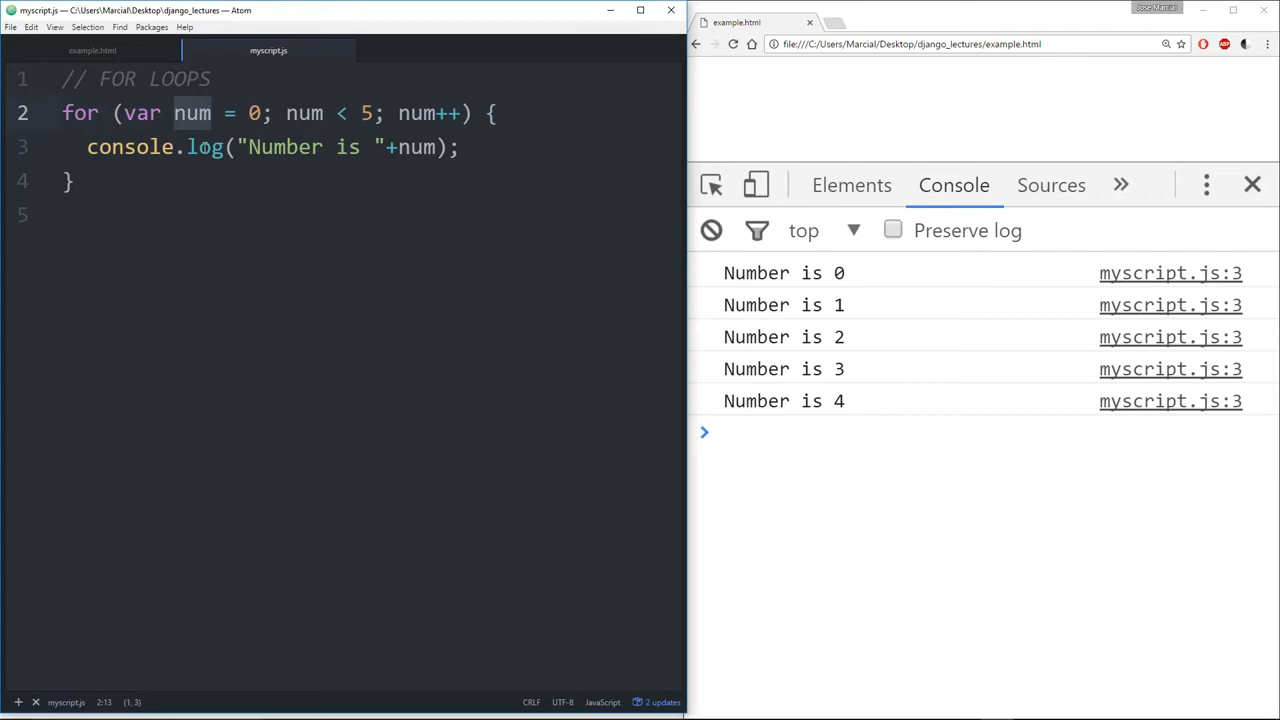 myscript.js — C:\Users\Marcial\Desktop\django_lectures — Atom
File Edit View Selection Find Packages Help
example.html myscript.js
1 // FOR LOOPS
2 for (var num = 0; num < 5; num++) {
3 console.log("Number is "+num);
4 }
5
+ × myscript.js 2:13 (1, 3) CRLF UTF-8 JavaScript 2 updates
Jose Marcial
example.html
file:///C:/Users/Marcial/Desktop/django_lectures/example.html ABP
Elements Console Sources »
top Preserve log
Number is 0 myscript.js:3
Number is 1 myscript.js:3
Number is 2 myscript.js:3
Number is 3 myscript.js:3
Number is 4 myscript.js:3
>